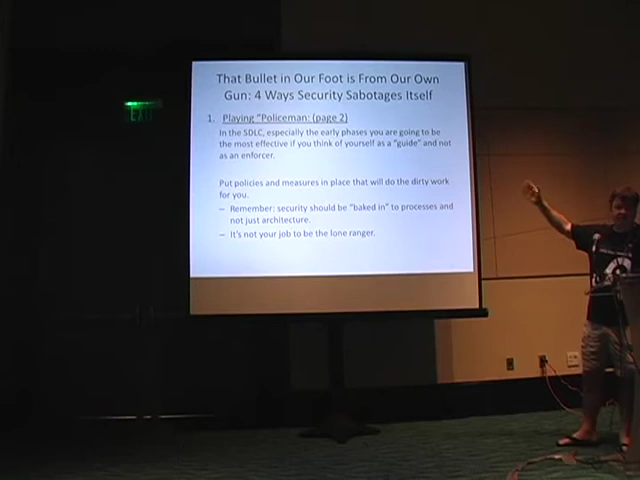 That Bullet in Our Foot is From Our Own
Gun: 4 Ways Security Sabotages Itself
1. Playing "Policeman: (page 2)
In the SDLC, especially the early phases you are going to be
the most effective if you think of yourself as a "guide" and not
as an enforcer.
Put policies and measures in place that will do the dirty work
for you.
– Remember: security should be "baked in" to processes and
not just architecture.
– It's not your job to be the lone ranger.
EXIT